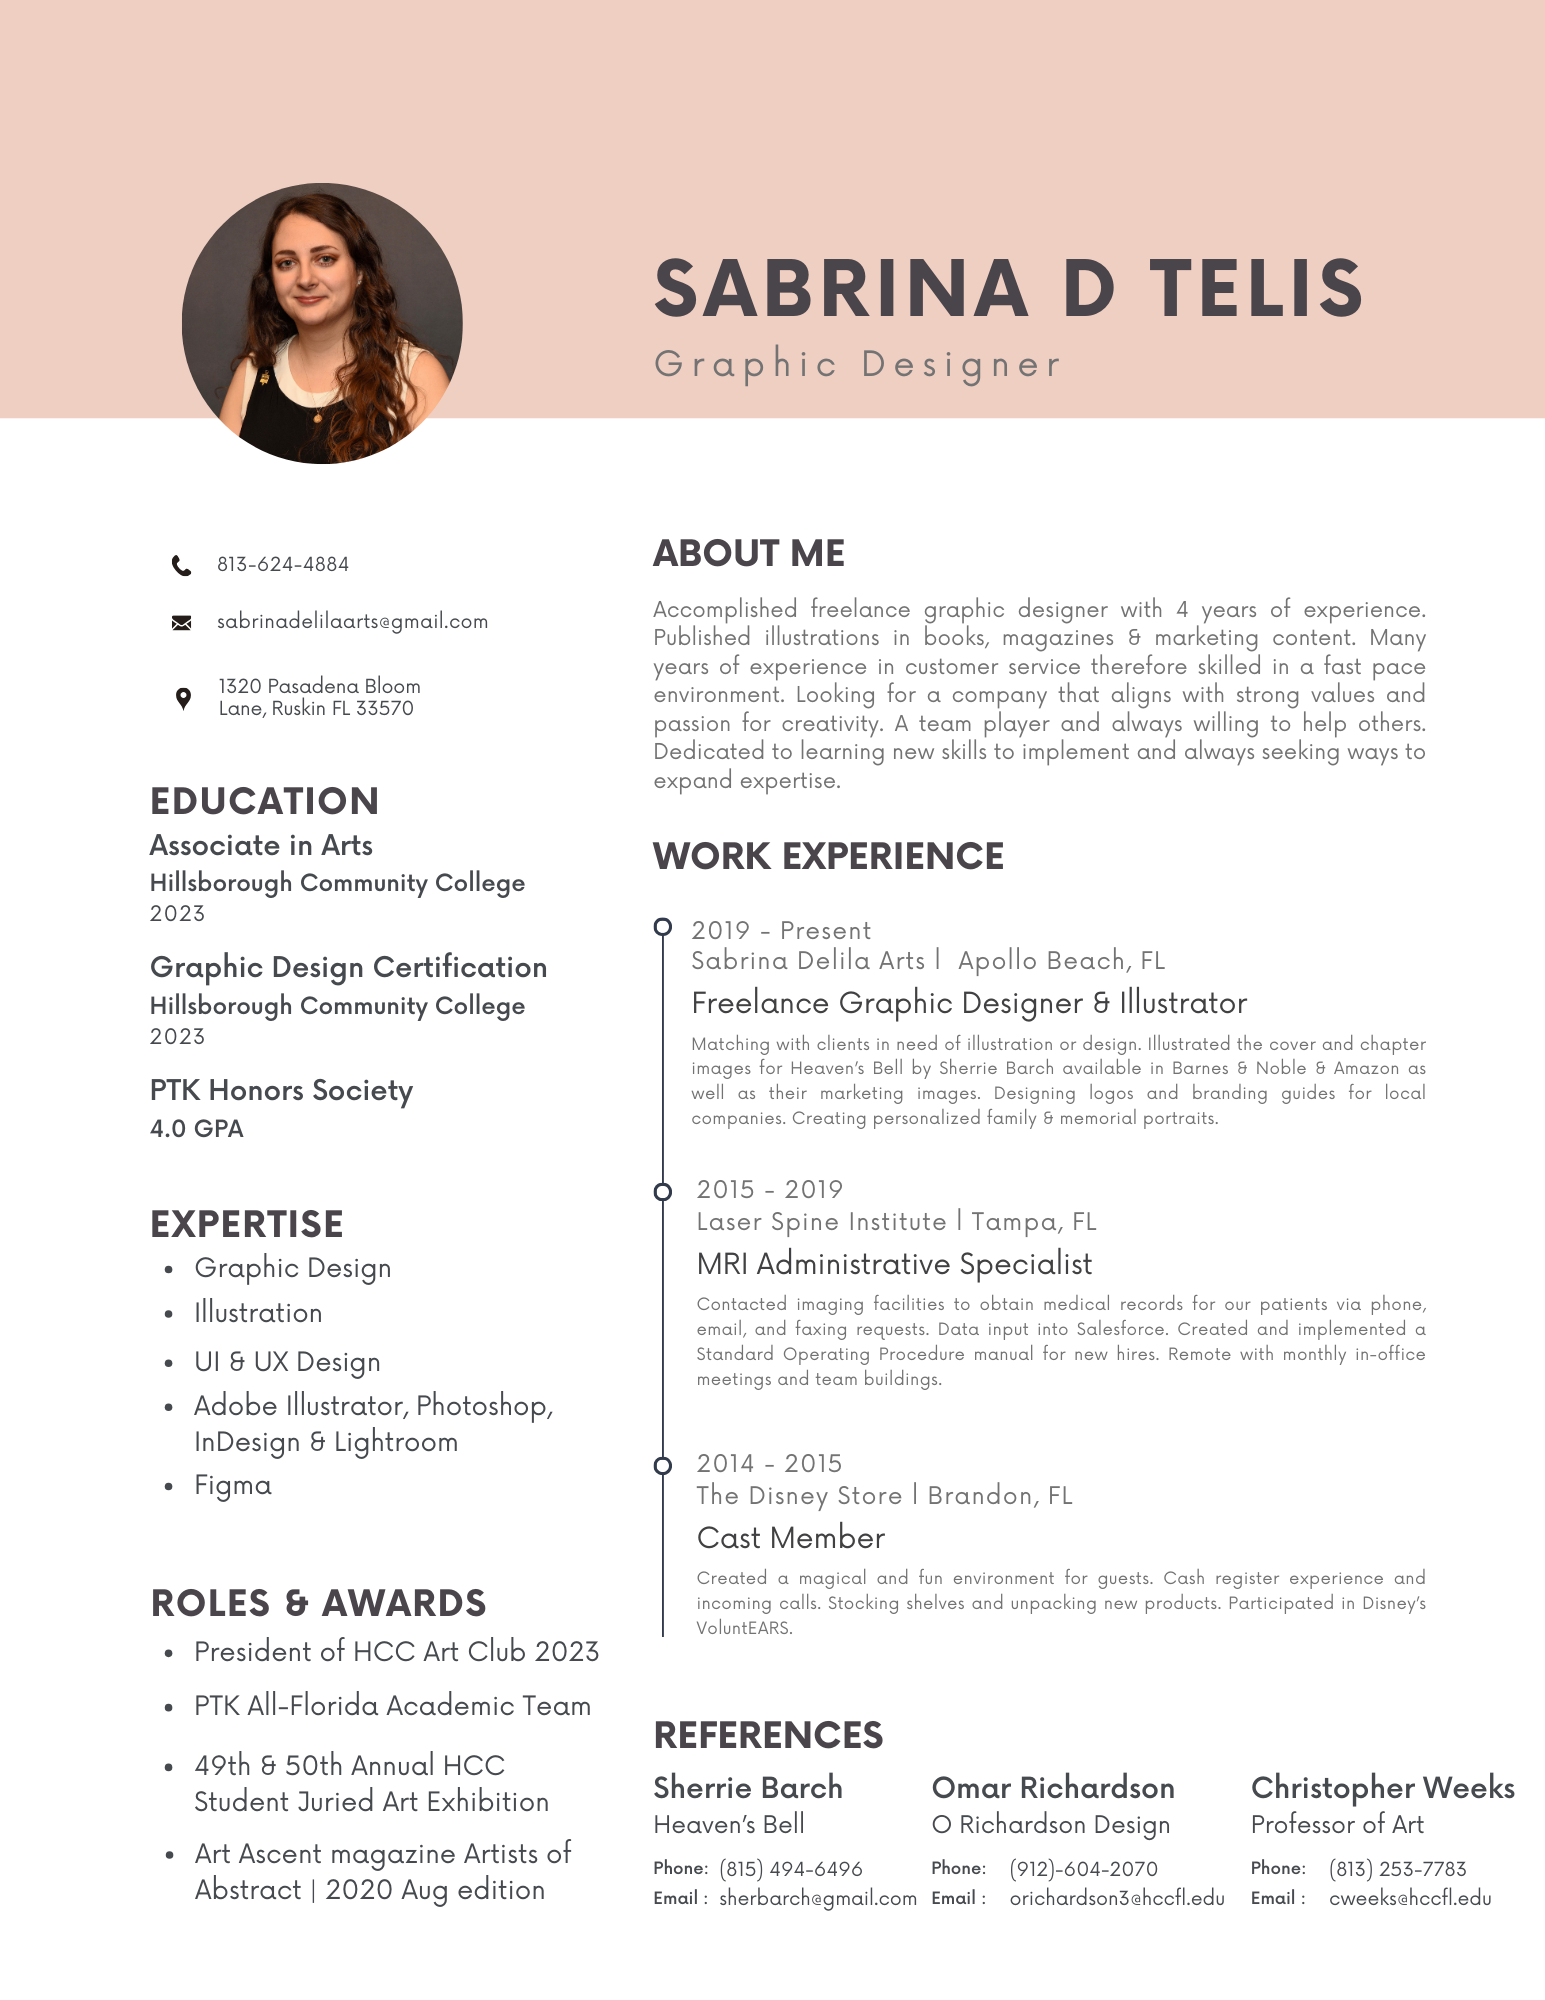 SABRINA D TELIS
Graphic Designer
813-624-4884
sabrinadelilaarts@gmail.com
1320 Pasadena Bloom
Lane, Ruskin FL 33570
EDUCATION
Associate in Arts
Hillsborough Community College
2023
Graphic Design Certification
Hillsborough Community College
2023
PTK Honors Society
4.0 GPA
EXPERTISE
• Graphic Design
• Illustration
• UI & UX Design
• Adobe Illustrator, Photoshop,
InDesign & Lightroom
• Figma
ROLES & AWARDS
• President of HCC Art Club 2023
• PTK All-Florida Academic Team
• 49th & 50th Annual HCC
Student Juried Art Exhibition
• Art Ascent magazine Artists of
Abstract | 2020 Aug edition
ABOUT ME
Accomplished freelance graphic designer with 4 years of experience.
Published illustrations in books, magazines & marketing content. Many
years of experience in customer service therefore skilled in a fast pace
environment. Looking for a company that aligns with strong values and
passion for creativity. A team player and always willing to help others.
Dedicated to learning new skills to implement and always seeking ways to
expand expertise.
WORK EXPERIENCE
2019 - Present
Sabrina Delila Arts | Apollo Beach, FL
Freelance Graphic Designer & Illustrator
Matching with clients in need of illustration or design. Illustrated the cover and chapter
images for Heaven's Bell by Sherrie Barch available in Barnes & Noble & Amazon as
well as their marketing images. Designing logos and branding guides for local
companies. Creating personalized family & memorial portraits.
2015 - 2019
Laser Spine Institute | Tampa, FL
MRI Administrative Specialist
Contacted imaging facilities to obtain medical records for our patients via phone,
email, and faxing requests. Data input into Salesforce. Created and implemented a
Standard Operating Procedure manual for new hires. Remote with monthly in-office
meetings and team buildings.
2014 - 2015
The Disney Store | Brandon, FL
Cast Member
Created a magical and fun environment for guests. Cash register experience and
incoming calls. Stocking shelves and unpacking new products. Participated in Disney's
VoluntEARS.
REFERENCES
Sherrie Barch
Heaven's Bell
Phone: (815) 494-6496
Email : sherbarch@gmail.com
Omar Richardson
O Richardson Design
Phone: (912)-604-2070
Email : orichardson3@hccfl.edu
Christopher Weeks
Professor of Art
Phone: (813) 253-7783
Email : cweeks@hccfl.edu